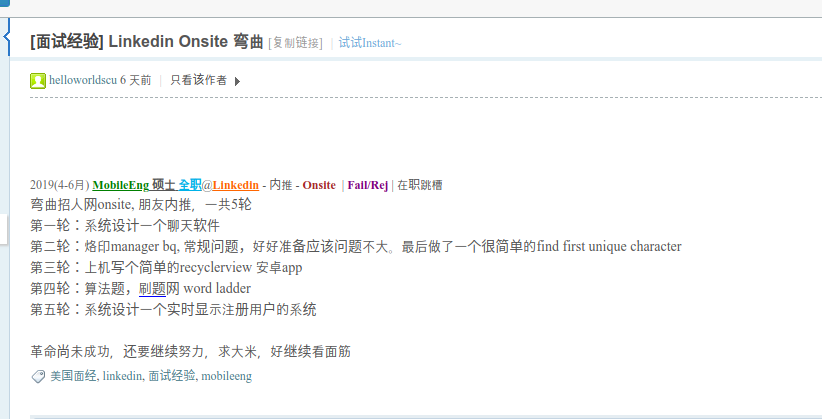 [面试经验] Linkedin Onsite 弯曲 [复制链接] | 试试Instant~
helloworldscu 6 天前 | 只看该作者
2019(4-6月) MobileEng 硕士 全职@Linkedin - 内推 - Onsite | Fail/Rej | 在职跳槽
弯曲招人网onsite, 朋友内推，一共5轮
第一轮：系统设计一个聊天软件
第二轮：烙印manager bq, 常规问题，好好准备应该问题不大。最后做了一个很简单的find first unique character
第三轮：上机写个简单的recyclerview 安卓app
第四轮：算法题，刷题网 word ladder
第五轮：系统设计一个实时显示注册用户的系统
革命尚未成功，还要继续努力，求大米，好继续看面筋
美国面经, linkedin, 面试经验, mobileeng